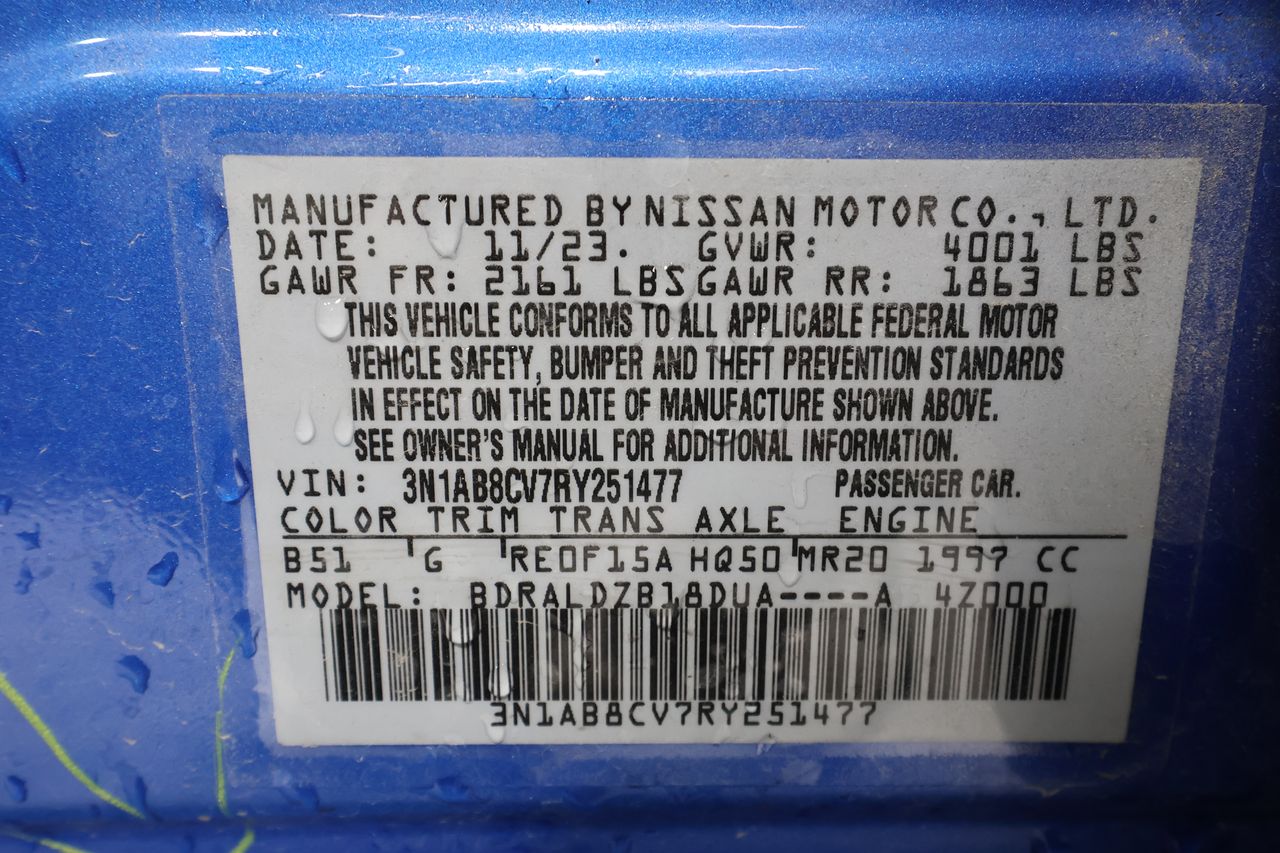 MANUFACTURED BY NISSAN MOTOR CO., LTD.
DATE: 11/23. GVWR: 4001 LBS
GAWR FR: 2161 LBS GAWR RR: 1863 LBS
THIS VEHICLE CONFORMS TO ALL APPLICABLE FEDERAL MOTOR
VEHICLE SAFETY, BUMPER AND THEFT PREVENTION STANDARDS
IN EFFECT ON THE DATE OF MANUFACTURE SHOWN ABOVE.
SEE OWNER'S MANUAL FOR ADDITIONAL INFORMATION.
VIN: 3N1AB8CV7RY251477 PASSENGER CAR.
COLOR TRIM TRANS AXLE ENGINE
B51 G RE0F15A HQ50 MR20 1997 CC
MODEL: BDRALDZB18DUA----A 4Z000
3N1AB8CV7RY251477